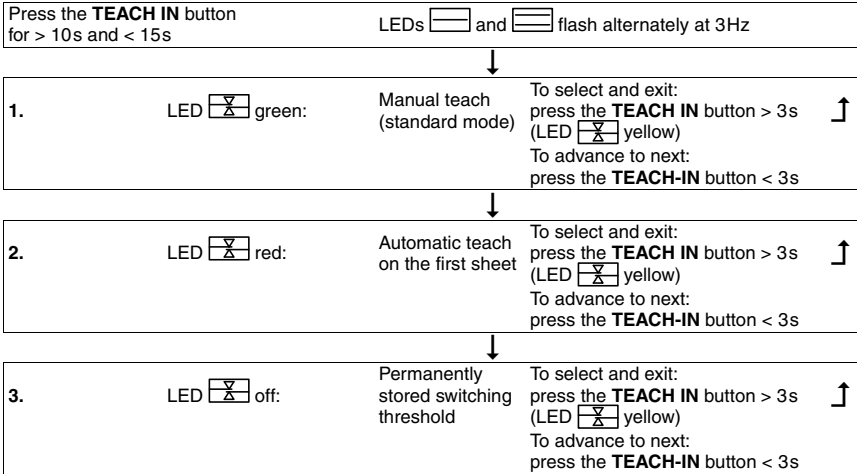 Press the TEACH IN button
for > 10s and < 15s
LEDs and flash alternately at 3Hz
1.
LED green:
Manual teach
(standard mode)
To select and exit:
press the TEACH IN button > 3s
(LED yellow)
To advance to next:
press the TEACH-IN button < 3s
2.
LED red:
Automatic teach
on the first sheet
To select and exit:
press the TEACH IN button > 3s
(LED yellow)
To advance to next:
press the TEACH-IN button < 3s
3.
LED off:
Permanently
stored switching
threshold
To select and exit:
press the TEACH IN button > 3s
(LED yellow)
To advance to next:
press the TEACH-IN button < 3s